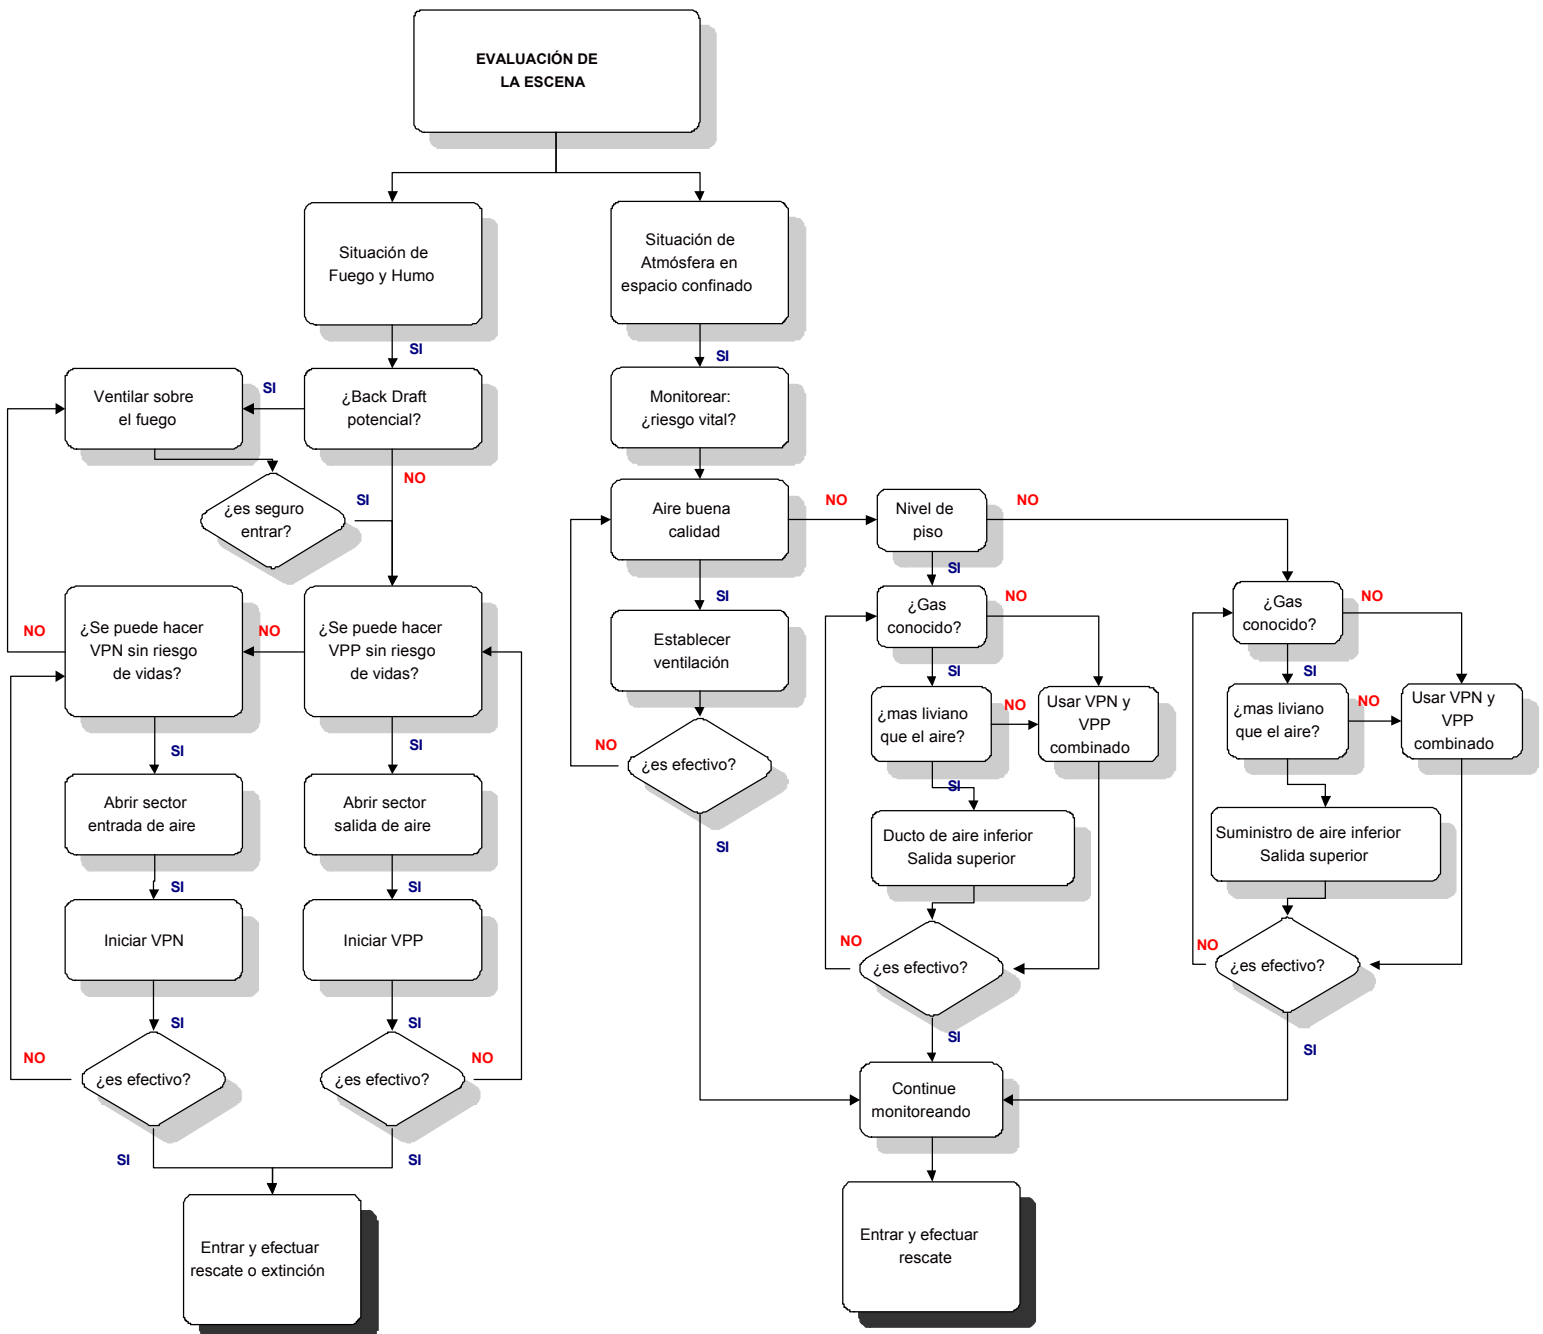 EVALUACIÓN DE
LA ESCENA
Situación de
Fuego y Humo
Situación de
Atmósfera en
espacio confinado
SI
SI
Ventilar sobre
el fuego
SI
¿Back Draft
potencial?
Monitorear:
¿riesgo vital?
NO
¿es seguro
entrar?
SI
Aire buena
calidad
NO
Nivel de
piso
NO
SI
SI
¿Gas
conocido?
NO
¿Gas
conocido?
NO
NO
¿Se puede hacer
VPN sin riesgo
de vidas?
NO
¿Se puede hacer
VPP sin riesgo
de vidas?
Establecer
ventilación
SI
SI
¿mas liviano
que el aire?
NO
Usar VPN y
VPP
combinado
¿mas liviano
que el aire?
NO
Usar VPN y
VPP
combinado
SI
SI
NO
¿es efectivo?
SI
Abrir sector
entrada de aire
Abrir sector
salida de aire
SI
Ducto de aire inferior
Salida superior
Suministro de aire inferior
Salida superior
SI
SI
Iniciar VPN
Iniciar VPP
NO
¿es efectivo?
NO
¿es efectivo?
SI
SI
SI
SI
NO
¿es efectivo?
¿es efectivo?
NO
Continue
monitoreando
SI
SI
Entrar y efectuar
rescate o extinción
Entrar y efectuar
rescate